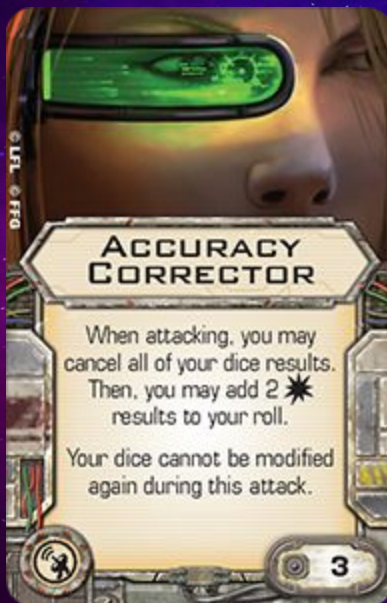 © LFL © FFG
ACCURACY
CORRECTOR
When attacking, you may
cancel all of your dice results.
Then, you may add 2
results to your roll.
Your dice cannot be modified
again during this attack.
3